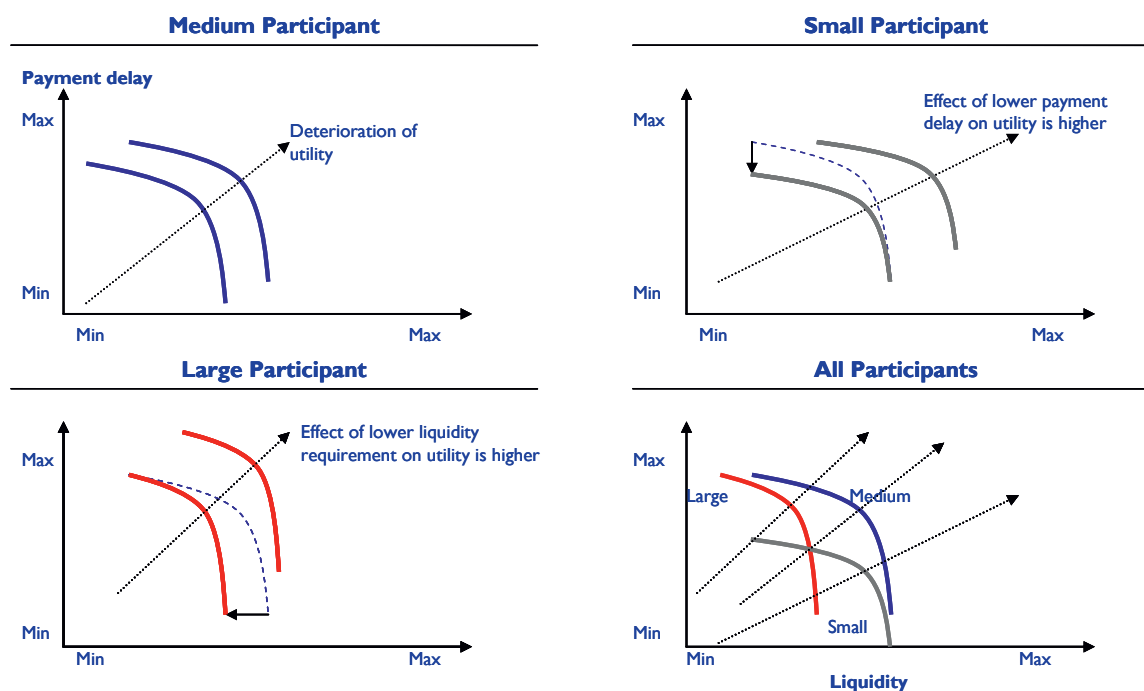 Medium Participant
Payment delay
Max
Deterioration of
utility
Min
Min
Max
Small Participant
Max
Effect of lower payment
delay on utility is higher
Min
Min
Max
Large Participant
Max
Effect of lower liquidity
requirement on utility is higher
Min
Min
Max
All Participants
Max
Large
Medium
Small
Min
Min
Max
Liquidity